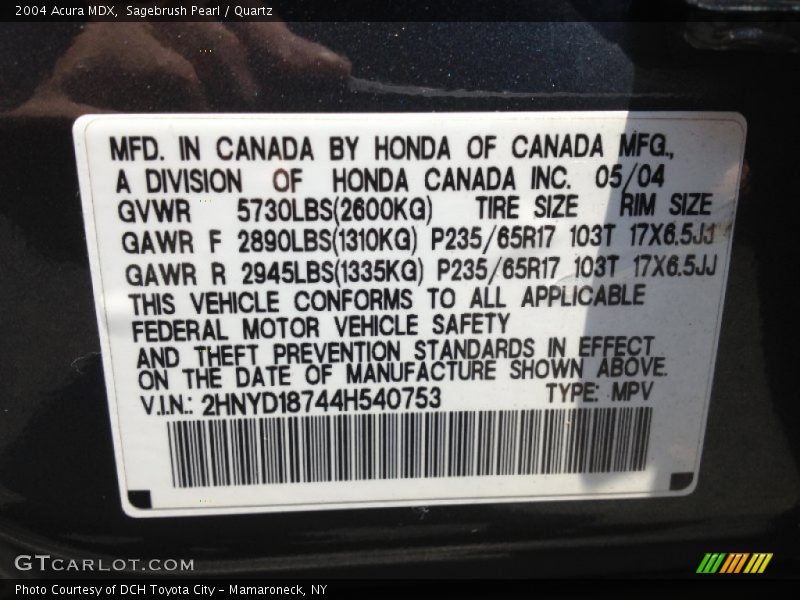 2004 Acura MDX, Sagebrush Pearl / Quartz
MFD. IN CANADA BY HONDA OF CANADA MFG.,
A DIVISION OF HONDA CANADA INC. 05/04
GVWR 5730LBS(2600KG) TIRE SIZE RIM SIZE
GAWR F 2890LBS(1310KG) P235/65R17 103T 17X6.5JJ
GAWR R 2945LBS(1335KG) P235/65R17 103T 17X6.5JJ
THIS VEHICLE CONFORMS TO ALL APPLICABLE
FEDERAL MOTOR VEHICLE SAFETY
AND THEFT PREVENTION STANDARDS IN EFFECT
ON THE DATE OF MANUFACTURE SHOWN ABOVE.
V.I.N.: 2HNYD18744H540753 TYPE: MPV
GTCARLOT.COM
Photo Courtesy of DCH Toyota City - Mamaroneck, NY